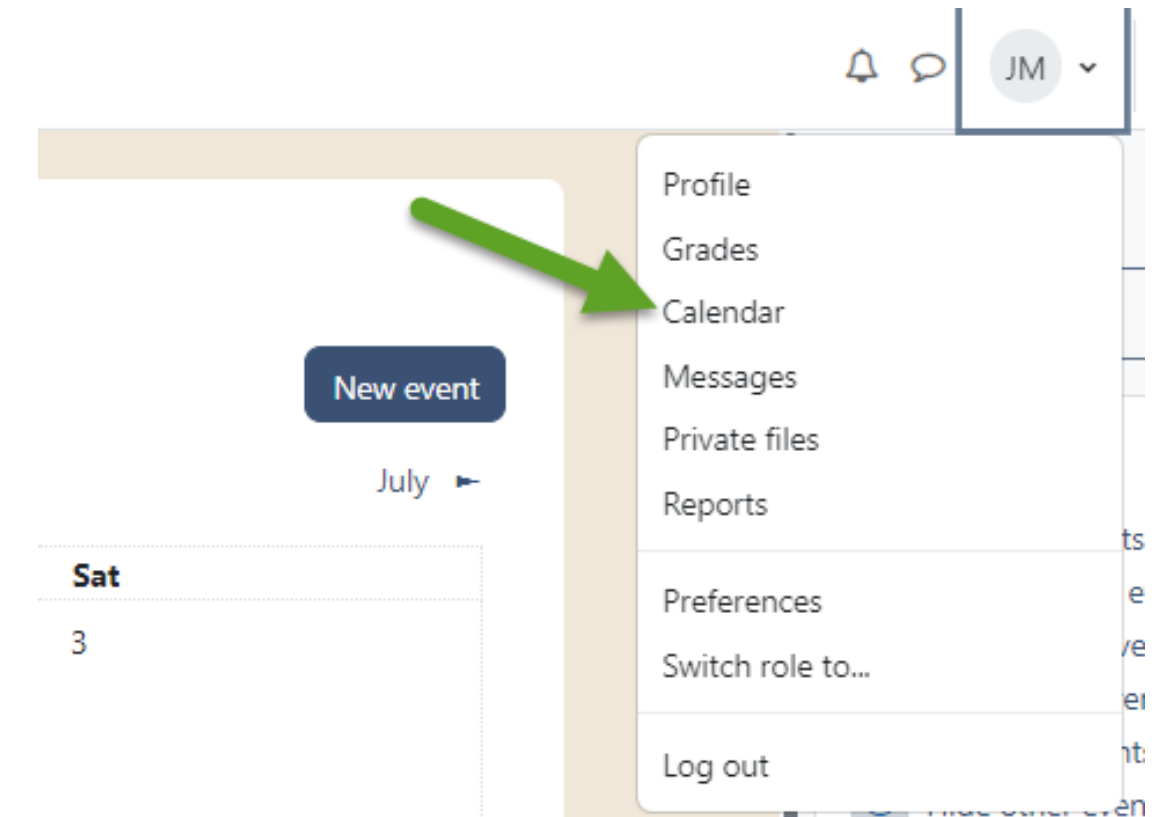 JM
Profile
Grades
Calendar
Messages
Private files
Reports
Preferences
Switch role to...
Log out
New event
July
Sat
3